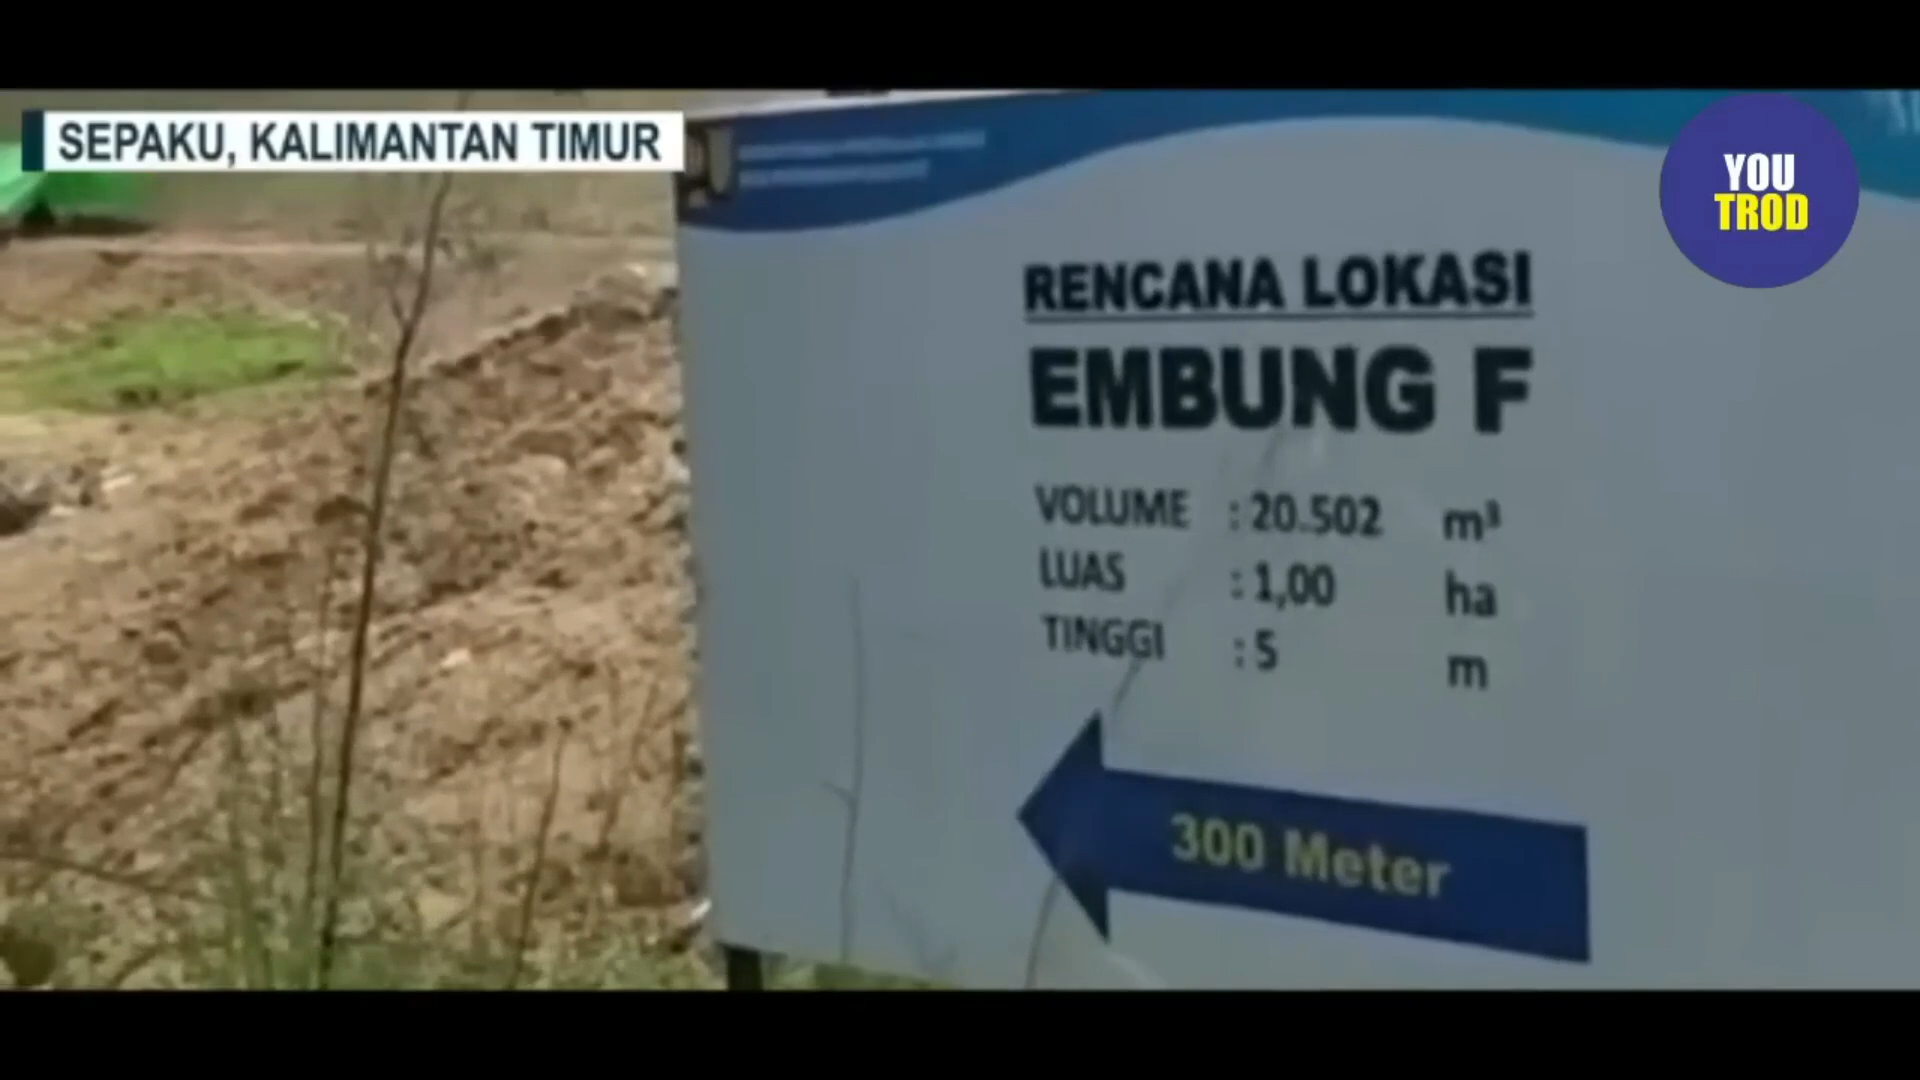 SEPAKU, KALIMANTAN TIMUR
YOU
TROD
RENCANA LOKASI
EMBUNG F
VOLUME : 20.502 m³
LUAS : 1,00 ha
TINGGI : 5 m
300 Meter